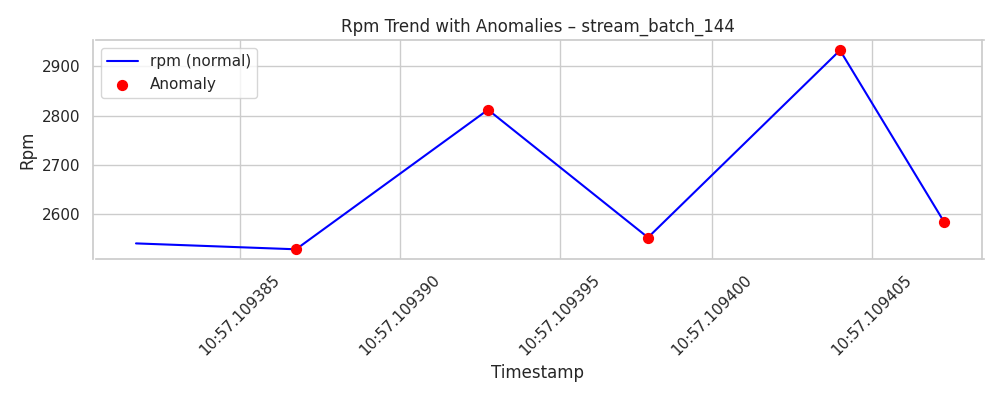 Rpm Trend with Anomalies – stream_batch_144
rpm (normal)
Anomaly
2900
2800
2700
2600
Rpm
10:57.109385
10:57.109390
10:57.109395
10:57.109400
10:57.109405
Timestamp